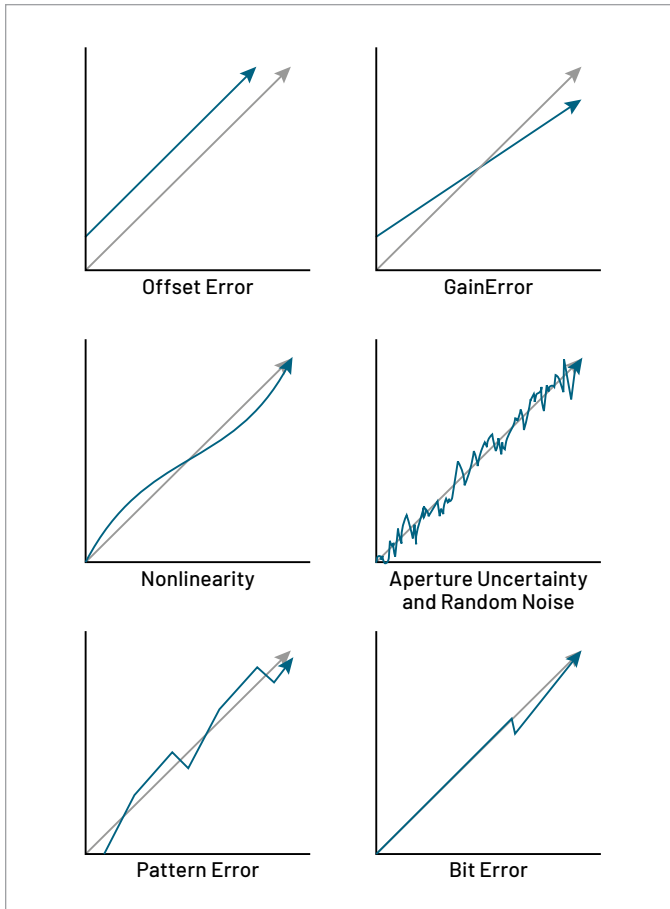 Offset Error
GainError
Nonlinearity
Aperture Uncertainty
and Random Noise
Pattern Error
Bit Error